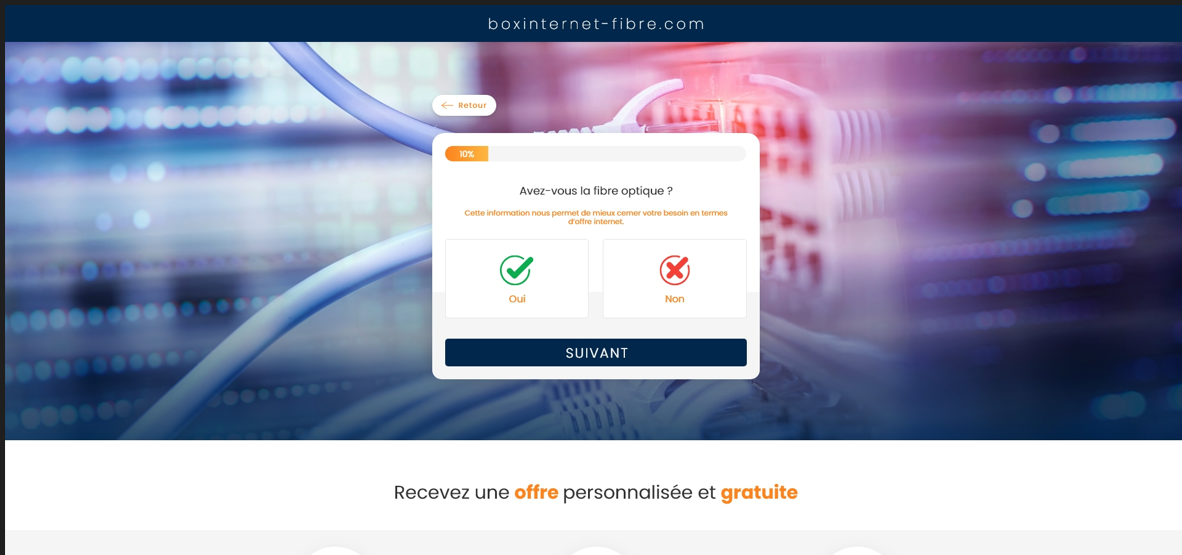 boxinternet-fibre.com
← Retour
10%
Avez-vous la fibre optique ?
Cette information nous permet de mieux cerner votre besoin en termes
d'offre internet.
Oui
Non
SUIVANT
Recevez une offre personnalisée et gratuite